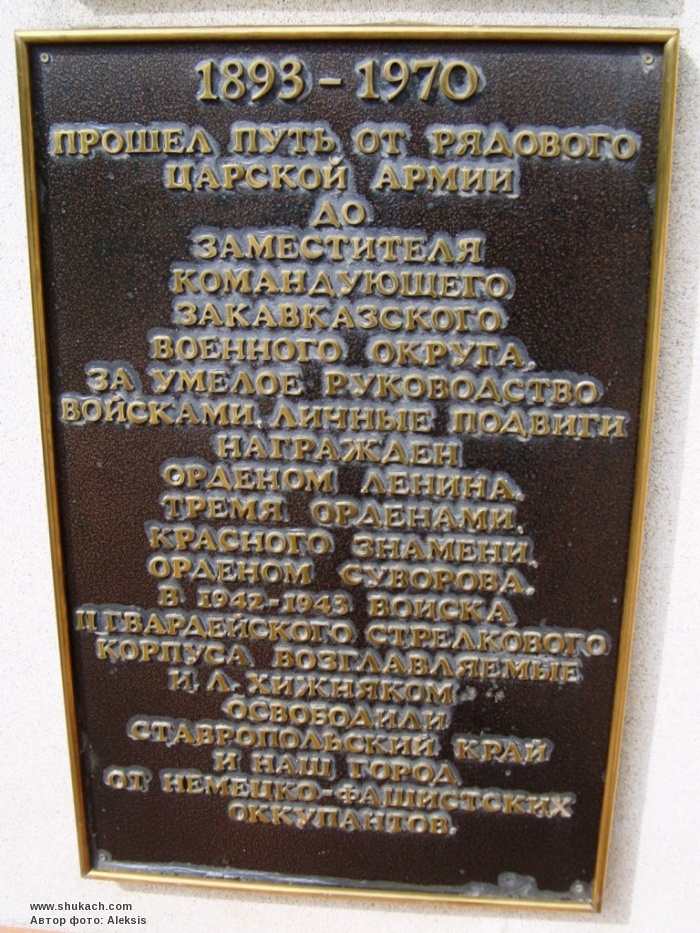 1893 - 1970
ПРОШЕЛ ПУТЬ ОТ РЯДОВОГО
ЦАРСКОЙ АРМИИ
ДО
ЗАМЕСТИТЕЛЯ
КОМАНДУЮЩЕГО
ЗАКАВКАЗСКОГО
ВОЕННОГО ОКРУГА,
ЗА УМЕЛОЕ РУКОВОДСТВО
ВОЙСКАМИ, ЛИЧНЫЕ ПОДВИГИ
НАГРАЖДЕН
ОРДЕНОМ ЛЕНИНА,
ТРЕМЯ ОРДЕНАМИ
КРАСНОГО ЗНАМЕНИ,
ОРДЕНОМ СУВОРОВА.
В 1942-1943 ВОЙСКА
11 ГВАРДЕЙСКОГО СТРЕЛКОВОГО
КОРПУСА ВОЗГЛАВЛЯЕМЫЕ
И. Л. ХИЖНЯКОМ
ОСВОБОДИЛИ
СТАВРОПОЛЬСКИЙ КРАЙ
И НАШ ГОРОД
ОТ НЕМЕЦКО-ФАШИСТСКИХ
ОККУПАНТОВ.
www.shukach.com
Автор фото: Aleksis